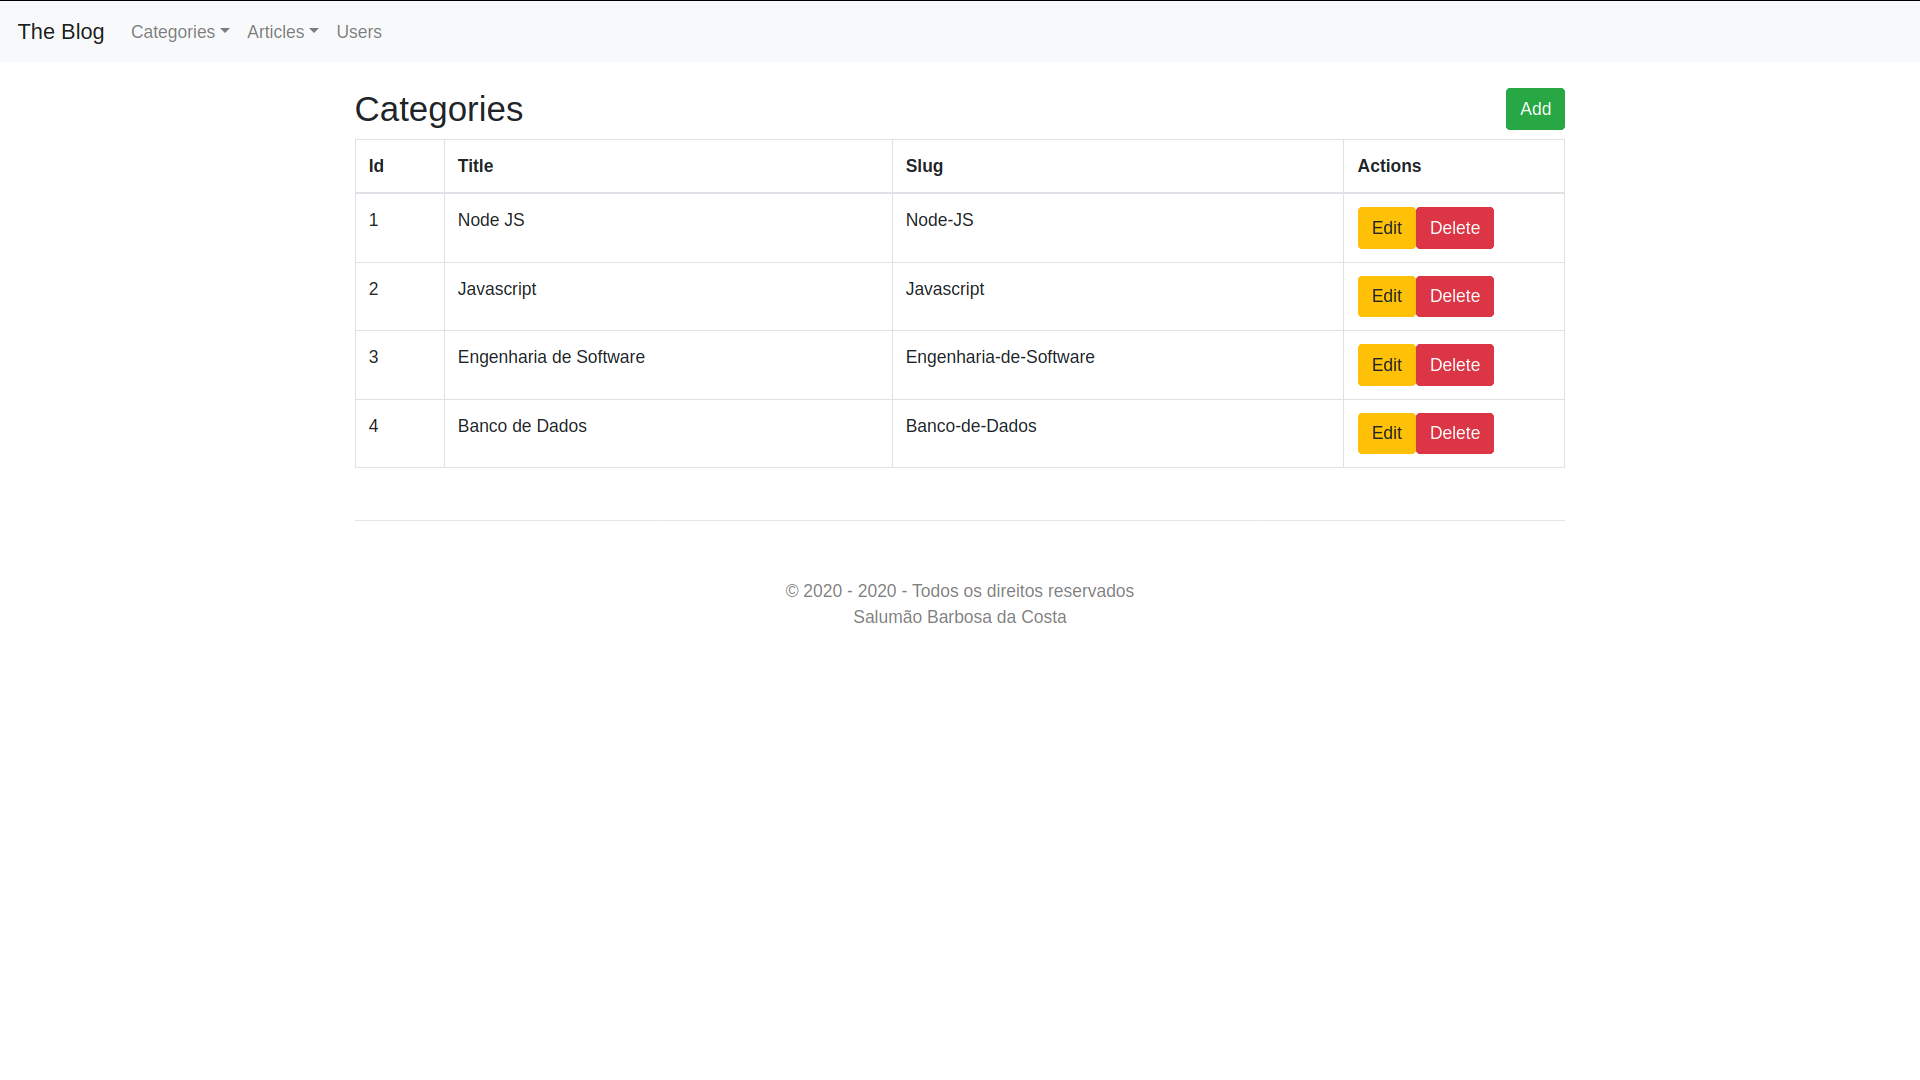 The Blog Categories Articles Users
Categories Add
Id Title Slug Actions
1 Node JS Node-JS Edit Delete
2 Javascript Javascript Edit Delete
3 Engenharia de Software Engenharia-de-Software Edit Delete
4 Banco de Dados Banco-de-Dados Edit Delete
© 2020 - 2020 - Todos os direitos reservados
Salumão Barbosa da Costa